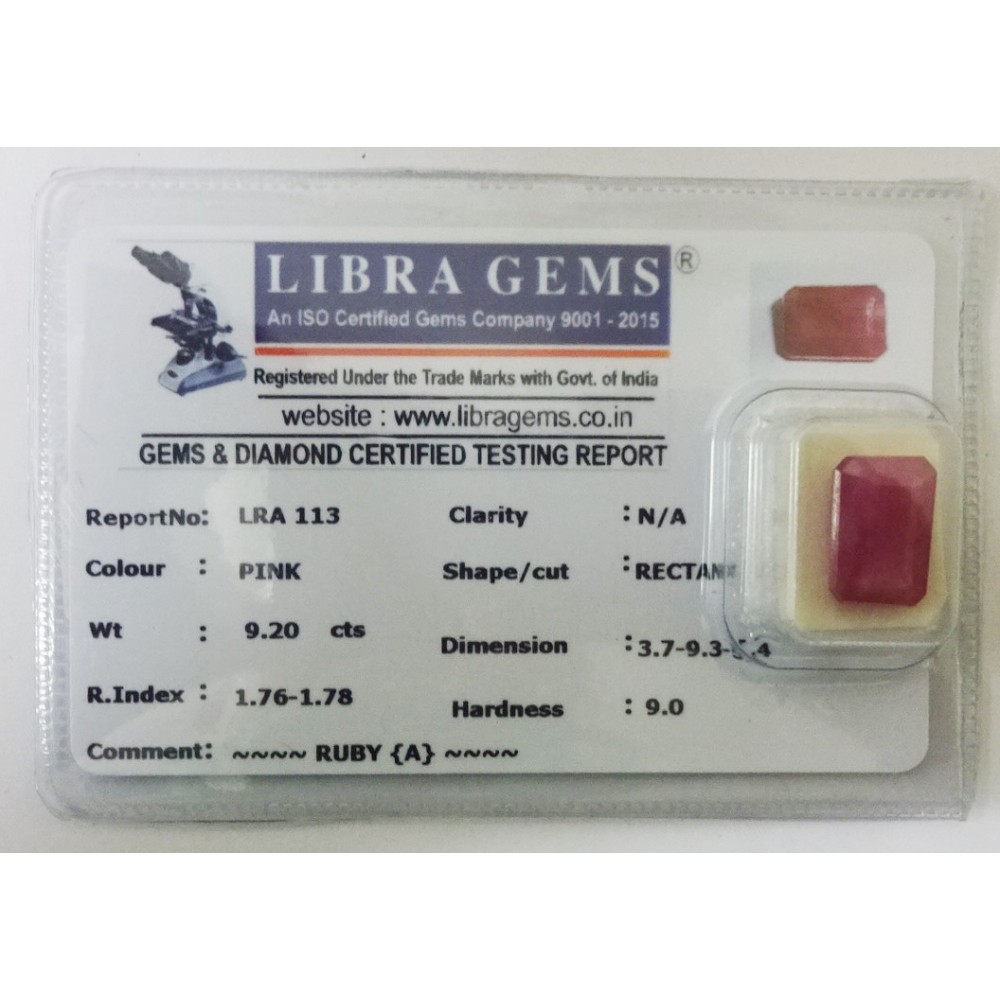 LIBRA GEMS ®
An ISO Certified Gems Company 9001 - 2015
Registered Under the Trade Marks with Govt. of India
website : www.libragems.co.in
GEMS & DIAMOND CERTIFIED TESTING REPORT
ReportNo: LRA 113 Clarity : N/A
Colour : PINK Shape/cut :
Wt : 9.20 cts Dimension :
R.Index : 1.76-1.78 Hardness : 9.0
Comment: ~~~~ RUBY {A} ~~~~